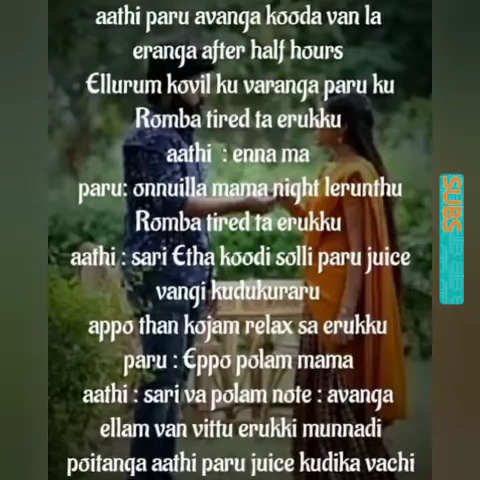 aathi paru avanga kooda van la
eranga after half hours
Ellurum kovil ku varanga paru ku
Romba tired ta erukku
aathi : enna ma
paru: onnuilla mama night lerunthu
Romba tired ta erukku
aathi : sari Etha koodi solli paru juice
vangi kudukuraru
appo than kojam relax sa erukku
paru : Eppo polam mama
aathi : sari va polam note : avanga
ellam van vittu erukki munnadi
poitanga aathi paru juice kudika vachi
SUBS